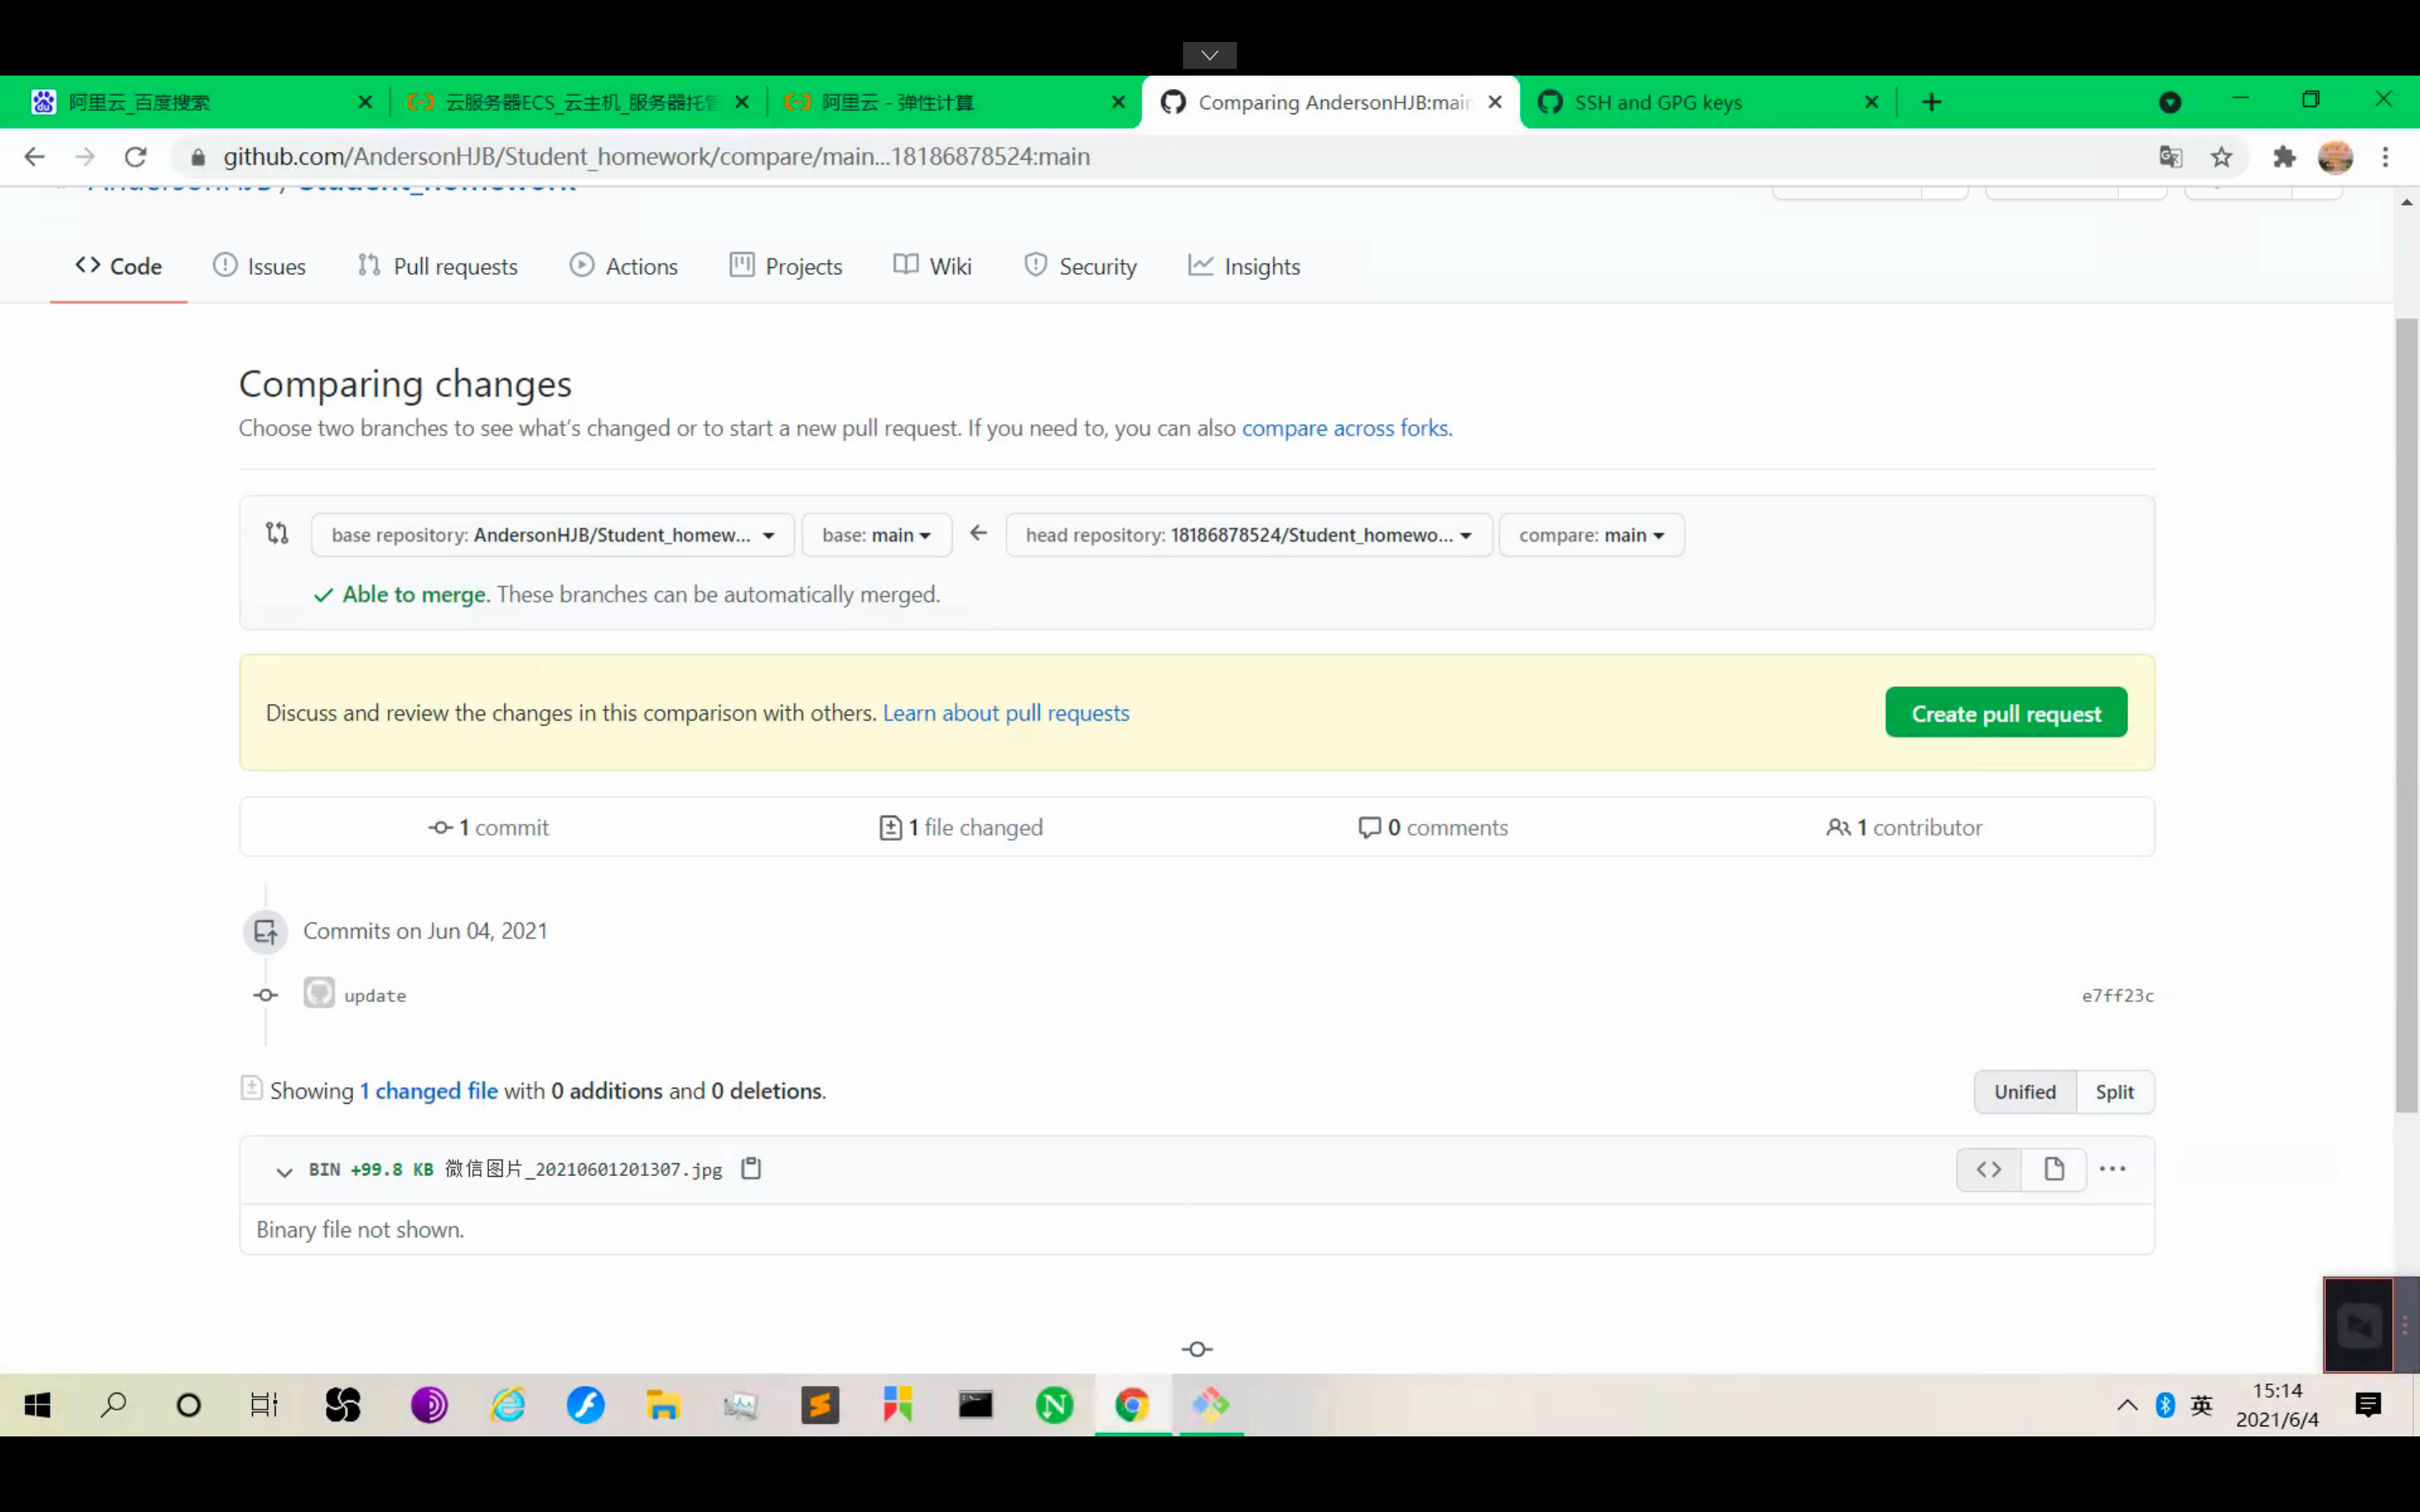 阿里云_百度搜索
云服务器ECS_云主机_服务器托管
阿里云 - 弹性计算
Comparing AndersonHJB:main
SSH and GPG keys
github.com/AndersonHJB/Student_homework/compare/main...18186878524:main
AndersonHJB / Student_homework
Code
Issues
Pull requests
Actions
Projects
Wiki
Security
Insights
Comparing changes
Choose two branches to see what's changed or to start a new pull request. If you need to, you can also compare across forks.
base repository: AndersonHJB/Student_homew...
base: main
head repository: 18186878524/Student_homewo...
compare: main
Able to merge. These branches can be automatically merged.
Discuss and review the changes in this comparison with others. Learn about pull requests
Create pull request
1 commit
1 file changed
0 comments
1 contributor
Commits on Jun 04, 2021
update
e7ff23c
Showing 1 changed file with 0 additions and 0 deletions.
Unified
Split
BIN +99.8 KB 微信图片_20210601201307.jpg
Binary file not shown.
英
15:14
2021/6/4